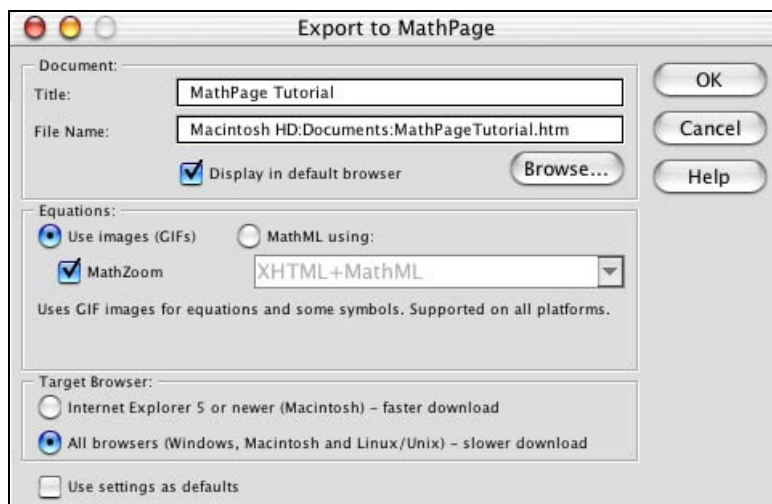 Export to MathPage
Document:
Title:
MathPage Tutorial
File Name:
Macintosh HD:Documents:MathPageTutorial.htm
Display in default browser
Browse...
OK
Cancel
Help
Equations:
Use images (GIFs)
MathML using:
MathZoom
XHTML+MathML
Uses GIF images for equations and some symbols. Supported on all platforms.
Target Browser:
Internet Explorer 5 or newer (Macintosh) – faster download
All browsers (Windows, Macintosh and Linux/Unix) – slower download
Use settings as defaults